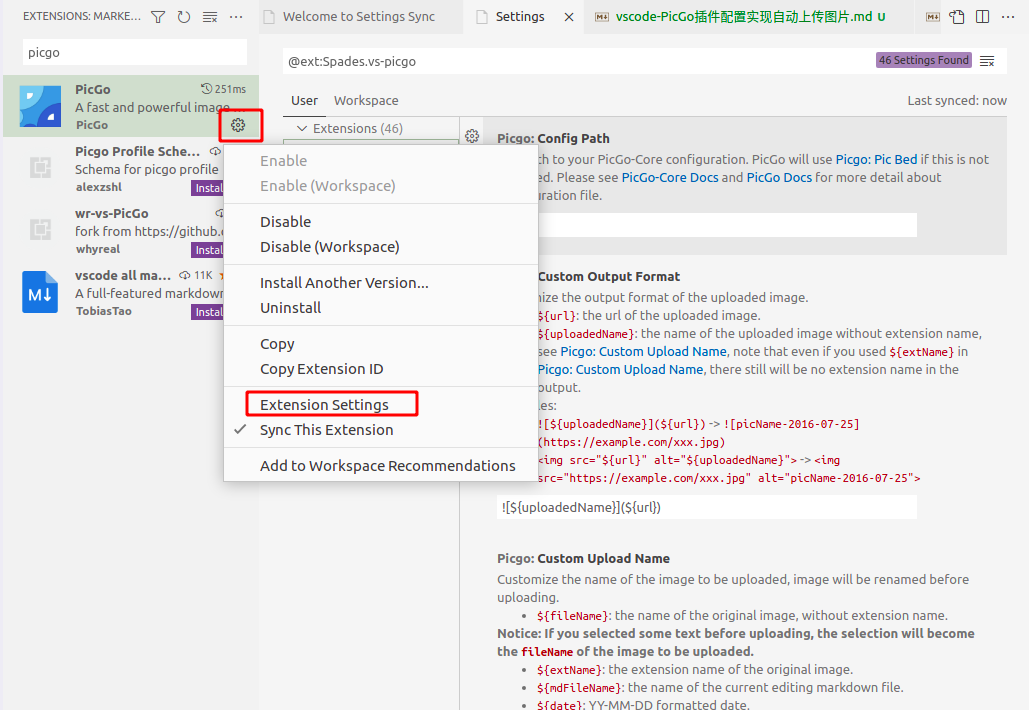 EXTENSIONS: MARKE...
picgo
PicGo
251ms
A fast and powerful image...
PicGo
Picgo Profile Sche...
Schema for picgo profile
alexzshl
Instal
wr-vs-PicGo
fork from https://github.c
whyreal
Instal
vscode all ma...
11K
A full-featured markdown
TobiasTao
Instal
M↓
Welcome to Settings Sync
Settings
vscode-PicGo插件配置实现自动上传图片.md U
@ext:Spades.vs-picgo
46 Settings Found
User
Workspace
Last synced: now
Extensions (46)
Enable
Enable (Workspace)
Disable
Disable (Workspace)
Install Another Version...
Uninstall
Copy
Copy Extension ID
Extension Settings
Sync This Extension
Add to Workspace Recommendations
Picgo: Config Path
th to your PicGo-Core configuration. PicGo will use Picgo: Pic Bed if this is not
ed. Please see PicGo-Core Docs and PicGo Docs for more detail about
uration file.
Custom Output Format
nize the output format of the uploaded image.
${url}: the url of the uploaded image.
${uploadedName}: the name of the uploaded image without extension name,
see Picgo: Custom Upload Name, note that even if you used ${extName} in
Picgo: Custom Upload Name, there still will be no extension name in the
output.
les:
![${uploadedName}](${url}) -> ![picName-2016-07-25]
(https://example.com/xxx.jpg)
<img src="${url}" alt="${uploadedName}"> -> <img
src="https://example.com/xxx.jpg" alt="picName-2016-07-25">
![${uploadedName}](${url})
Picgo: Custom Upload Name
Customize the name of the image to be uploaded, image will be renamed before
uploading.
• ${fileName}: the name of the original image, without extension name.
Notice: If you selected some text before uploading, the selection will become
the fileName of the image to be uploaded.
• ${extName}: the extension name of the original image.
• ${mdFileName}: the name of the current editing markdown file.
• ${date}: YY-MM-DD formatted date.